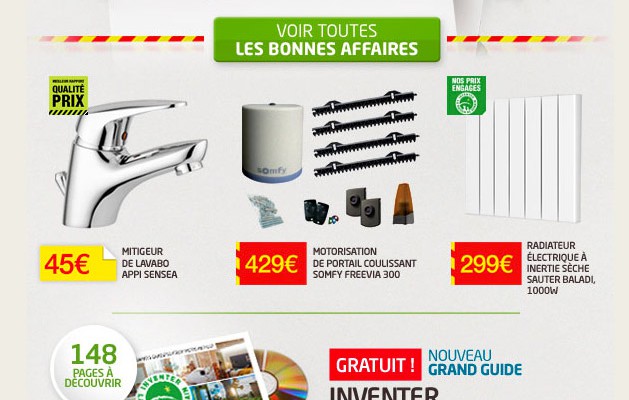 VOIR TOUTES
LES BONNES AFFAIRES
MEILLEUR RAPPORT
QUALITÉ
PRIX
somfy
NOS PRIX
ENGAGÉS
45€
MITIGEUR
DE LAVABO
APPI SENSEA
429€
MOTORISATION
DE PORTAIL COULISSANT
SOMFY FREEVIA 300
299€
RADIATEUR
ÉLECTRIQUE À
INERTIE SÈCHE
SAUTER BALADI,
1000W
148
PAGES À
DÉCOUVRIR
GRATUIT !
NOUVEAU
GRAND GUIDE
INVENTER